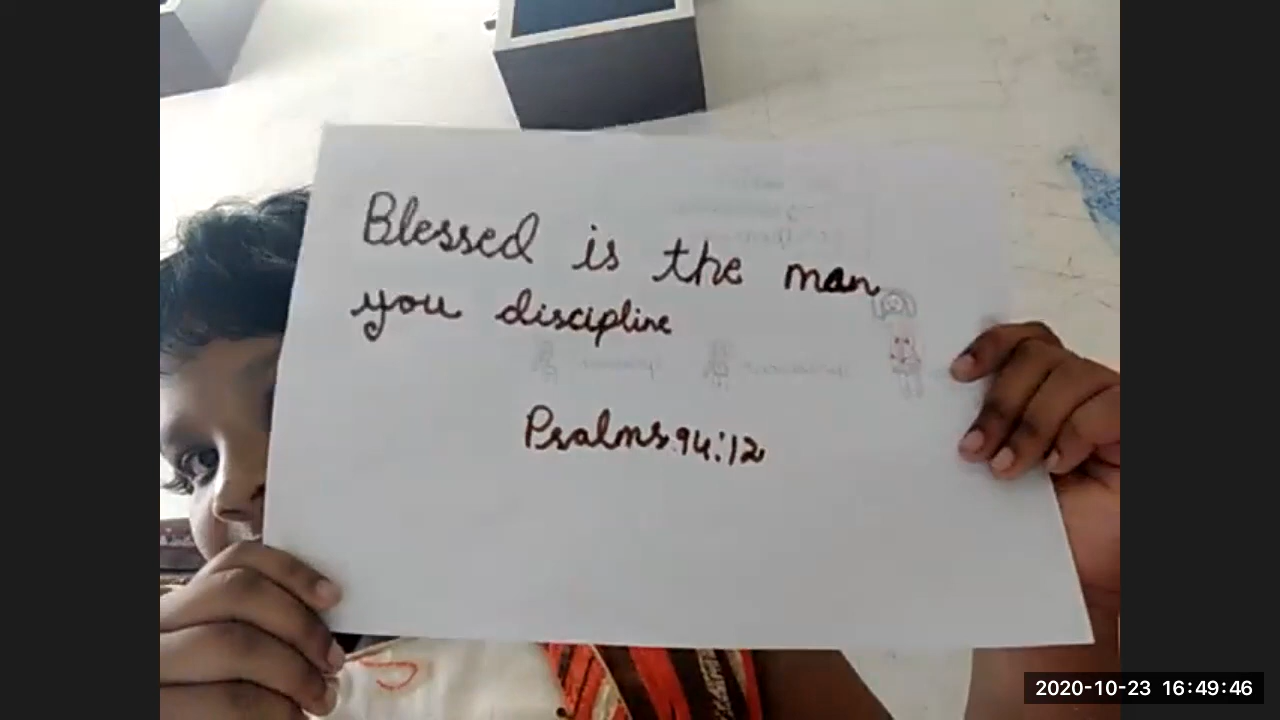 Blessed is the man
you discipline
Psalms 94:12
2020-10-23 16:49:46